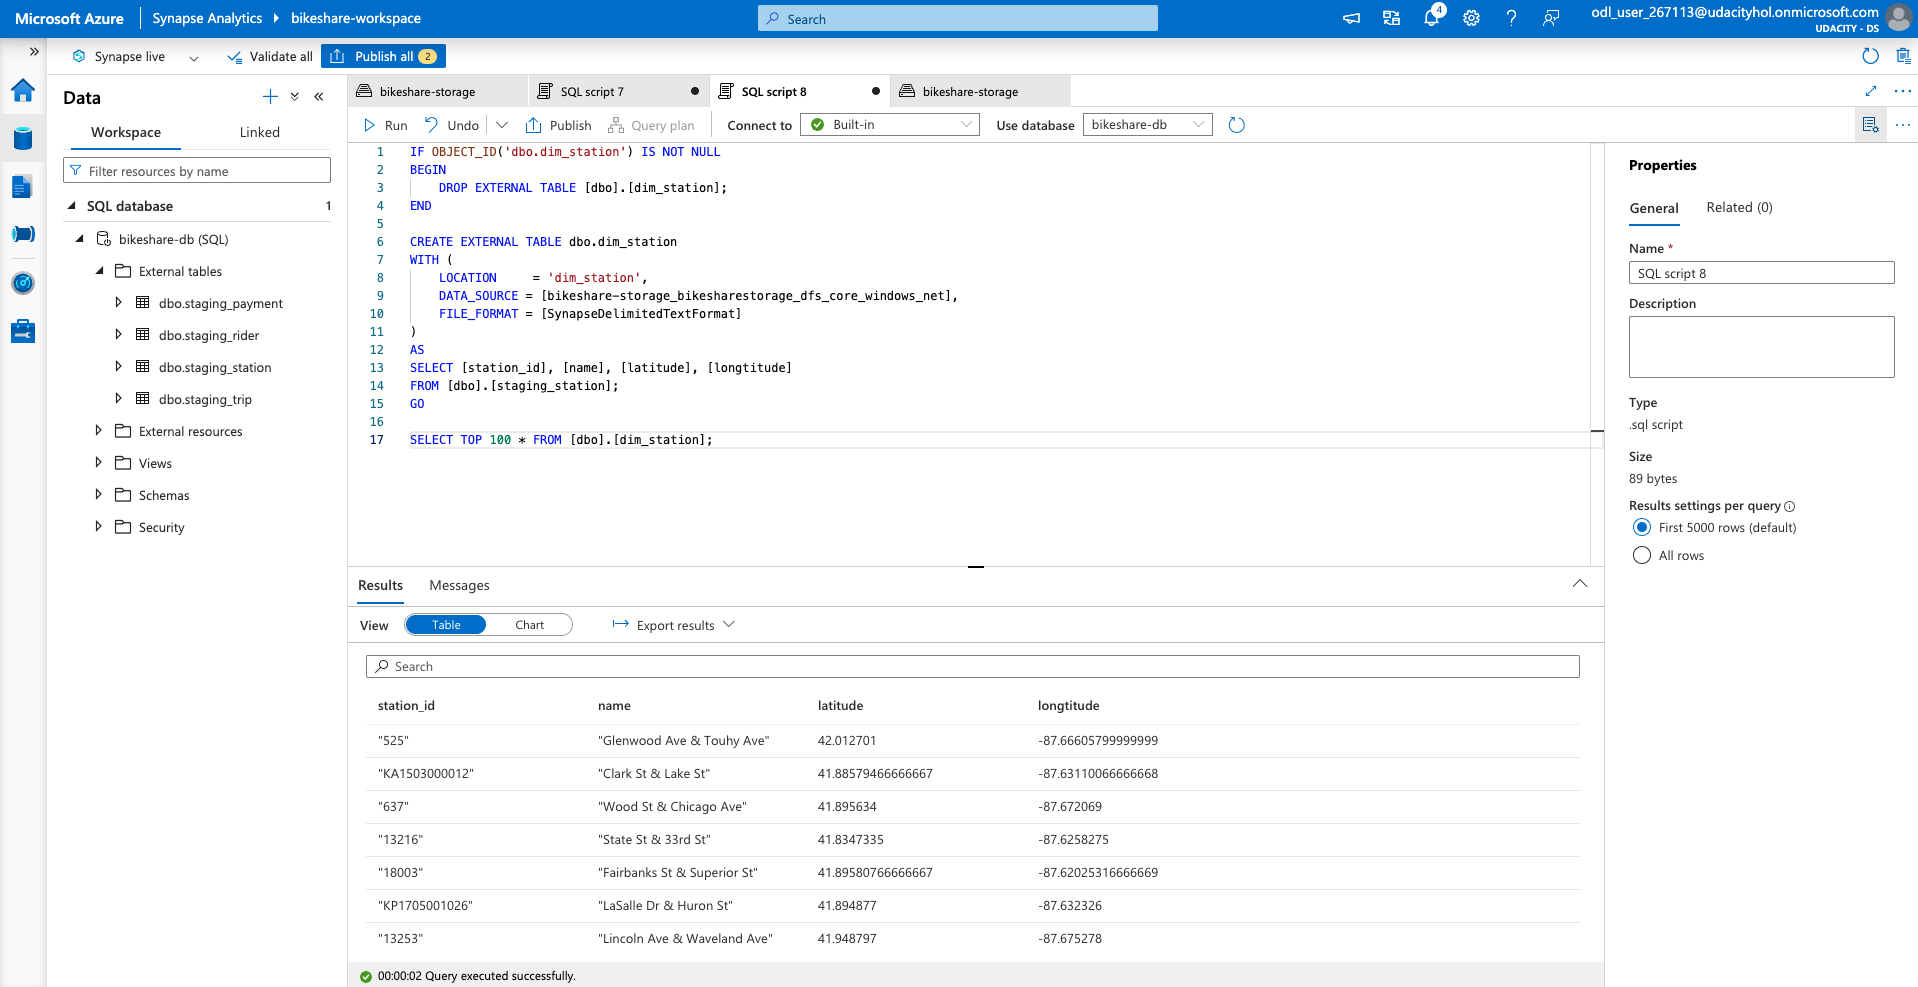 Microsoft Azure Synapse Analytics bikeshare-workspace Search 4 odl_user_267113@udacityhol.onmicrosoft.com
UDACITY - DS
Synapse live Validate all Publish all 2
Data
Workspace Linked
Filter resources by name
SQL database 1
bikeshare-db (SQL)
External tables
dbo.staging_payment
dbo.staging_rider
dbo.staging_station
dbo.staging_trip
External resources
Views
Schemas
Security
bikeshare-storage SQL script 7 SQL script 8 bikeshare-storage
Run Undo Publish Query plan Connect to Built-in Use database bikeshare-db
1 IF OBJECT_ID('dbo.dim_station') IS NOT NULL
2 BEGIN
3 DROP EXTERNAL TABLE [dbo].[dim_station];
4 END
5
6 CREATE EXTERNAL TABLE dbo.dim_station
7 WITH (
8 LOCATION = 'dim_station',
9 DATA_SOURCE = [bikeshare-storage_bikesharestorage_dfs_core_windows_net],
10 FILE_FORMAT = [SynapseDelimitedTextFormat]
11 )
12 AS
13 SELECT [station_id], [name], [latitude], [longtitude]
14 FROM [dbo].[staging_station];
15 GO
16
17 SELECT TOP 100 * FROM [dbo].[dim_station];
Results Messages
View Table Chart Export results
Search
station_id name latitude longtitude
"525" "Glenwood Ave & Touhy Ave" 42.012701 -87.66605799999999
"KA1503000012" "Clark St & Lake St" 41.88579466666667 -87.63110066666668
"637" "Wood St & Chicago Ave" 41.895634 -87.672069
"13216" "State St & 33rd St" 41.8347335 -87.6258275
"18003" "Fairbanks St & Superior St" 41.89580766666667 -87.62025316666669
"KP1705001026" "LaSalle Dr & Huron St" 41.894877 -87.632326
"13253" "Lincoln Ave & Waveland Ave" 41.948797 -87.675278
00:00:02 Query executed successfully.
Properties
General Related (0)
Name *
SQL script 8
Description
Type
.sql script
Size
89 bytes
Results settings per query
First 5000 rows (default)
All rows